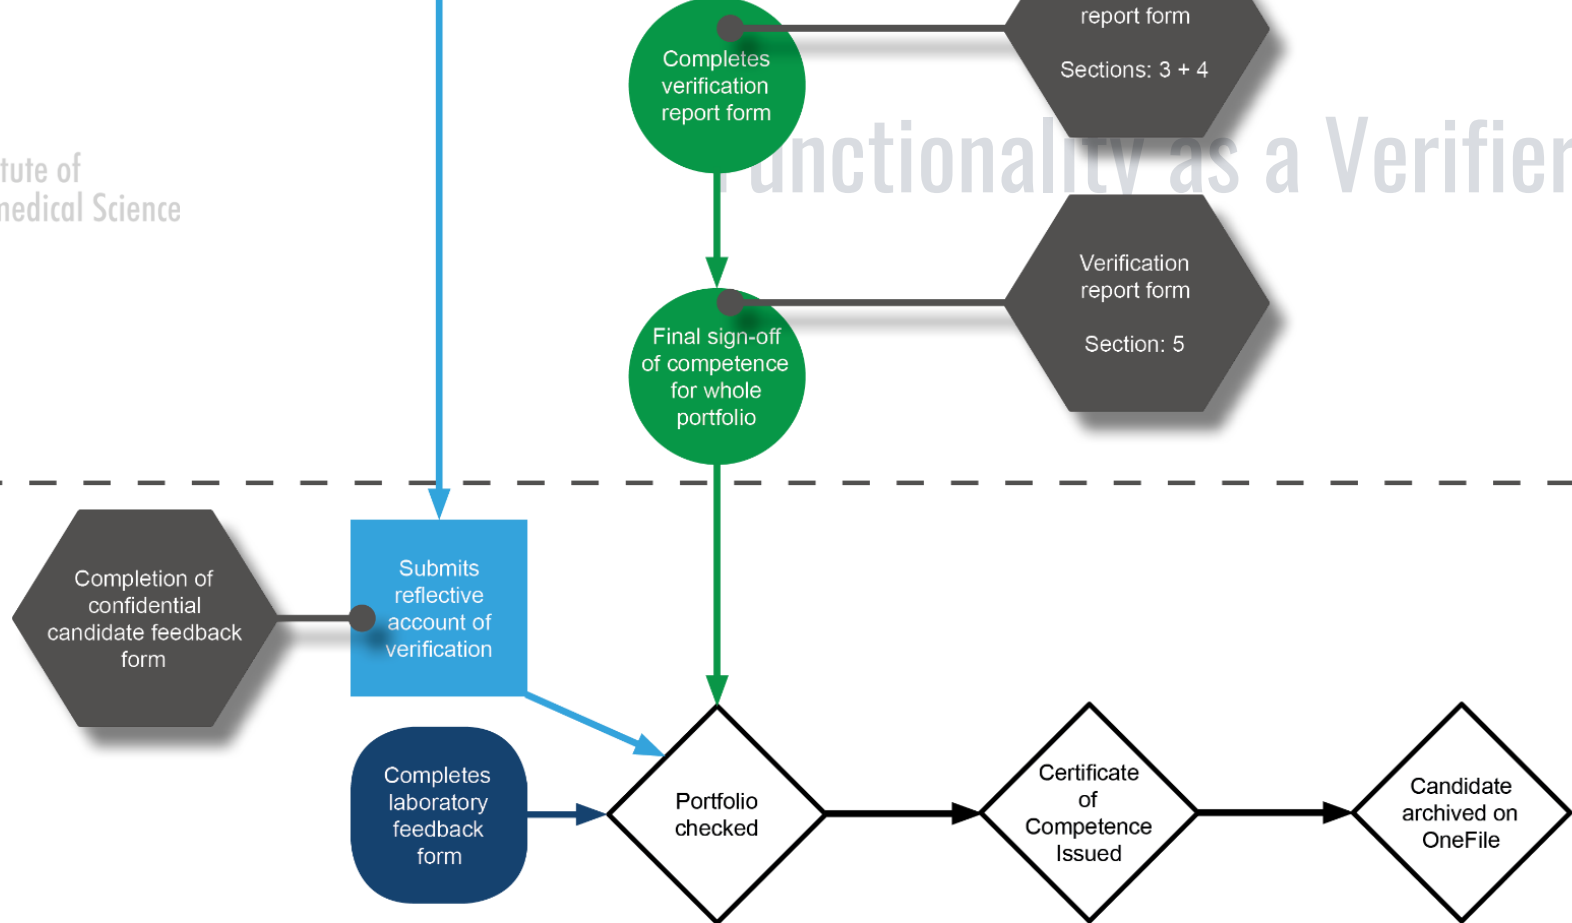 report form
Sections: 3 + 4
Completes
verification
report form
unctionality as a Verifier
tute of
medical Science
Verification
report form
Section: 5
Final sign-off
of competence
for whole
portfolio
Completion of
confidential
candidate feedback
form
Submits
reflective
account of
verification
Completes
laboratory
feedback
form
Portfolio
checked
Certificate
of
Competence
Issued
Candidate
archived on
OneFile